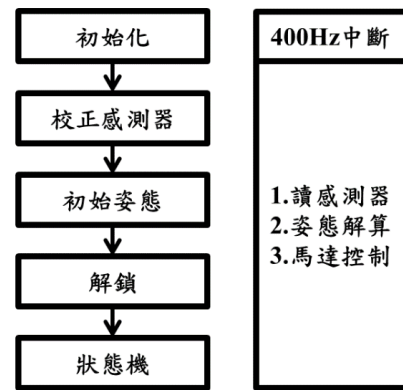 初始化
校正感測器
初始姿態
解鎖
狀態機
400Hz中斷
1.讀感測器
2.姿態解算
3.馬達控制